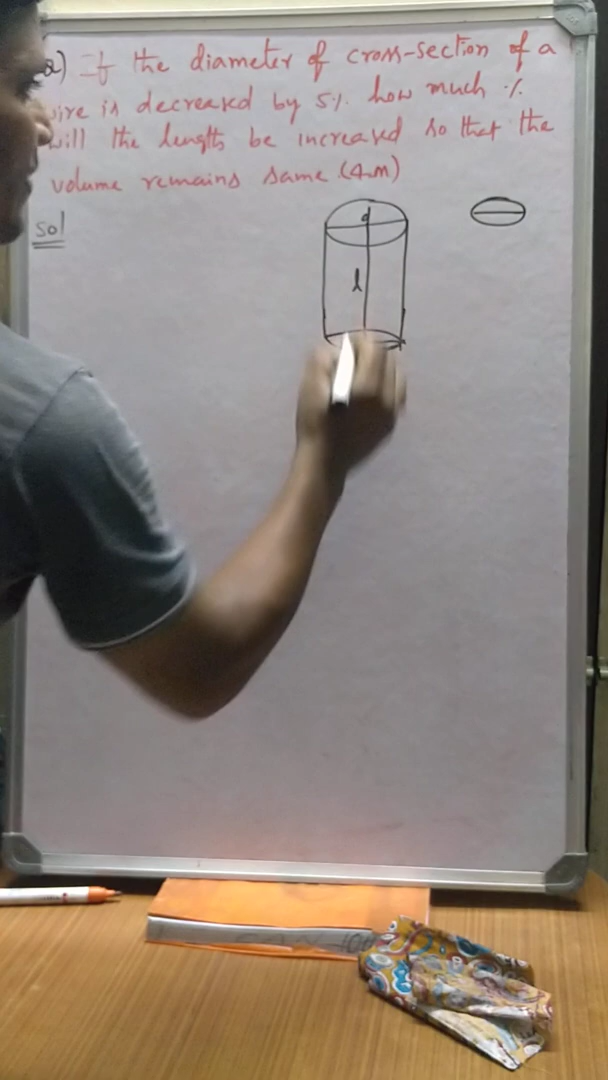 a) If the diameter of cross-section of a
wire is decreased by 5% how much %
will the length be increased so that the
volume remains same (4m)
sol
d
l